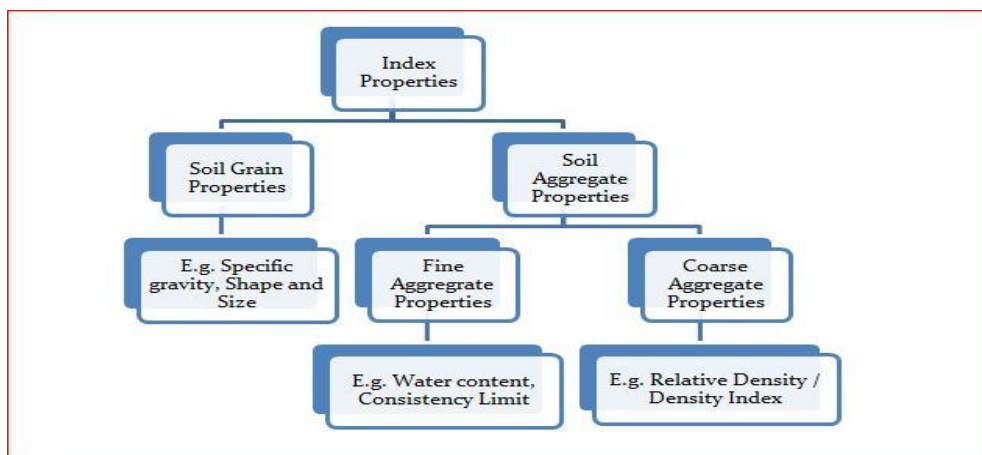 Index
Properties
Soil Grain
Properties
Soil
Aggregate
Properties
E.g. Specific
gravity, Shape and
Size
Fine
Aggregrate
Properties
Coarse
Aggregate
Properties
E.g. Water content,
Consistency Limit
E.g. Relative Density /
Density Index